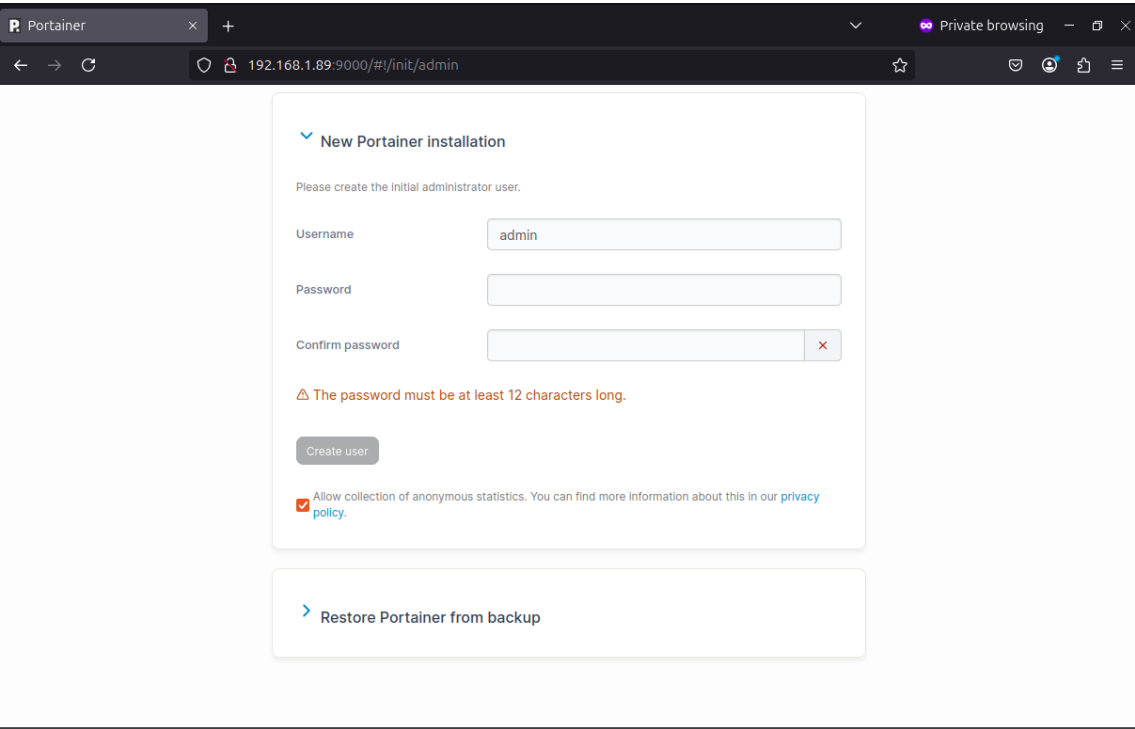 Portainer
Private browsing
192.168.1.89:9000/#!/init/admin
New Portainer installation
Please create the initial administrator user.
Username
admin
Password
Confirm password
The password must be at least 12 characters long.
Create user
Allow collection of anonymous statistics. You can find more information about this in our privacy
policy.
Restore Portainer from backup